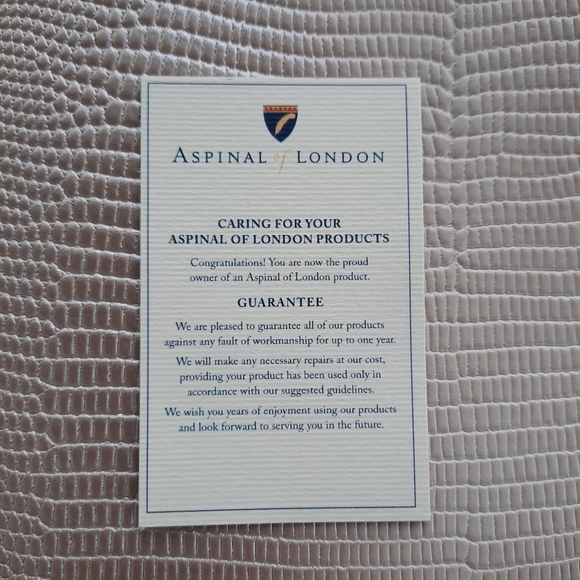 ASPINAL of LONDON
CARING FOR YOUR
ASPINAL OF LONDON PRODUCTS
Congratulations! You are now the proud
owner of an Aspinal of London product.
GUARANTEE
We are pleased to guarantee all of our products
against any fault of workmanship for up to one year.
We will make any necessary repairs at our cost,
providing your product has been used only in
accordance with our suggested guidelines.
We wish you years of enjoyment using our products
and look forward to serving you in the future.